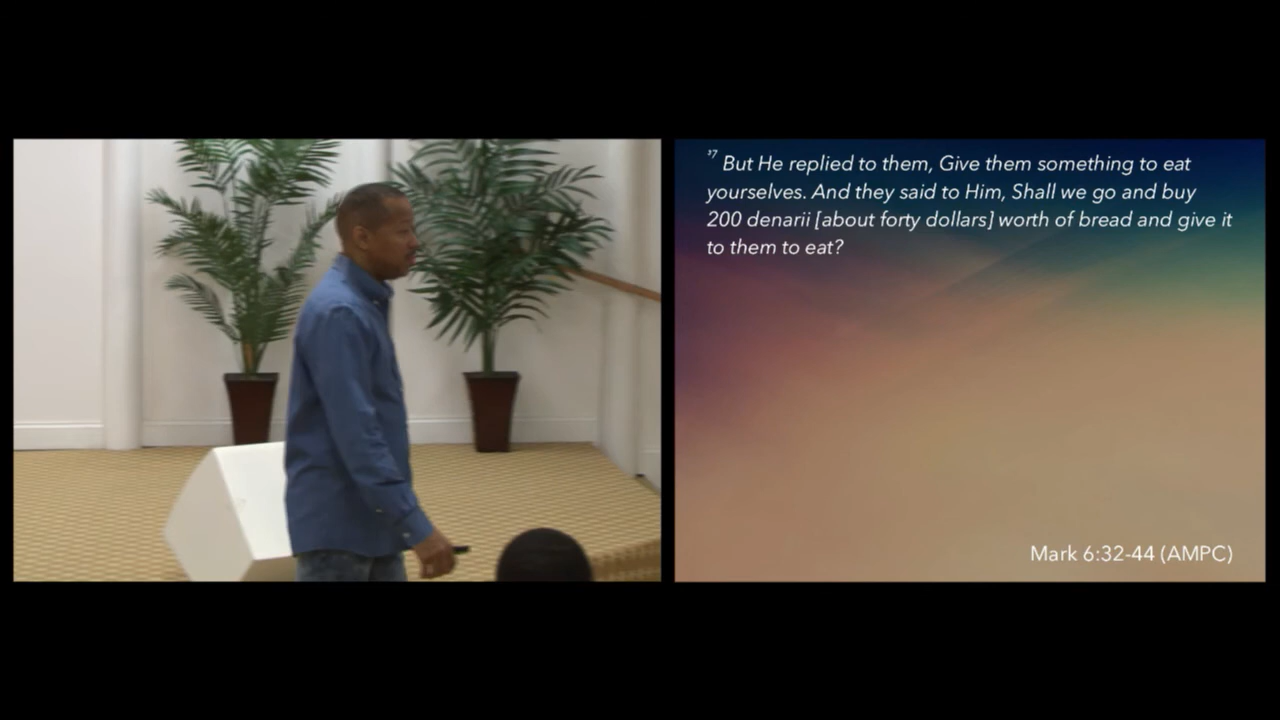 37 But He replied to them, Give them something to eat
yourselves. And they said to Him, Shall we go and buy
200 denarii [about forty dollars] worth of bread and give it
to them to eat?
Mark 6:32-44 (AMPC)